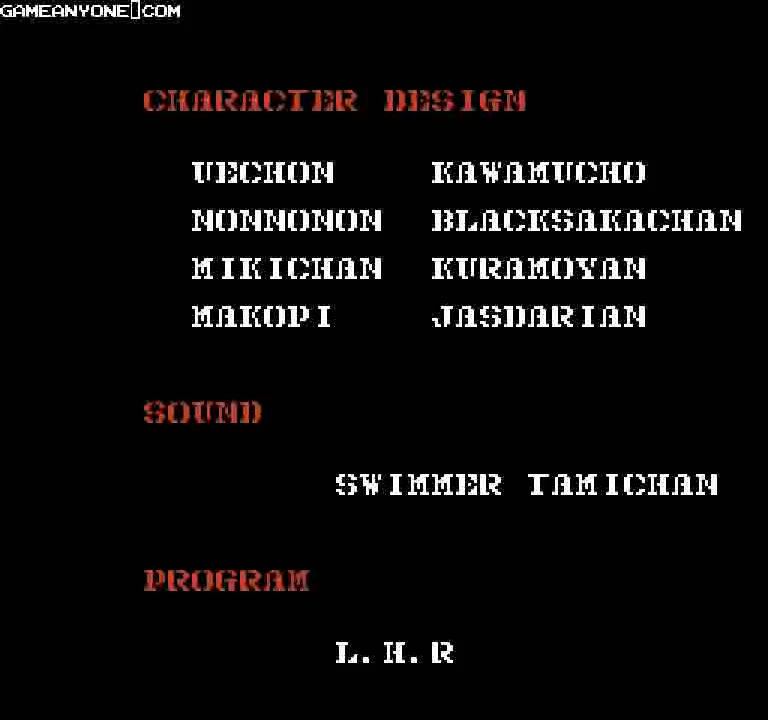 GAMEANYONE COM
CHARACTER DESIGN
UECHON KAWAMUCHO
NONNONON BLACKSAKACHAN
MIKICHAN KURAMOYAN
MAKOPI JASDARIAN
SOUND
SWIMMER TAMICHAN
PROGRAM
L.H.R